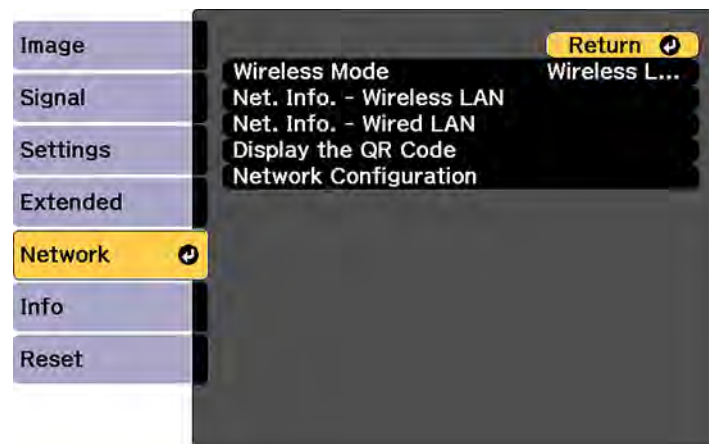 Image
Signal
Settings
Extended
Network
Info
Reset
Return
Wireless Mode Wireless L...
Net. Info. - Wireless LAN
Net. Info. - Wired LAN
Display the QR Code
Network Configuration